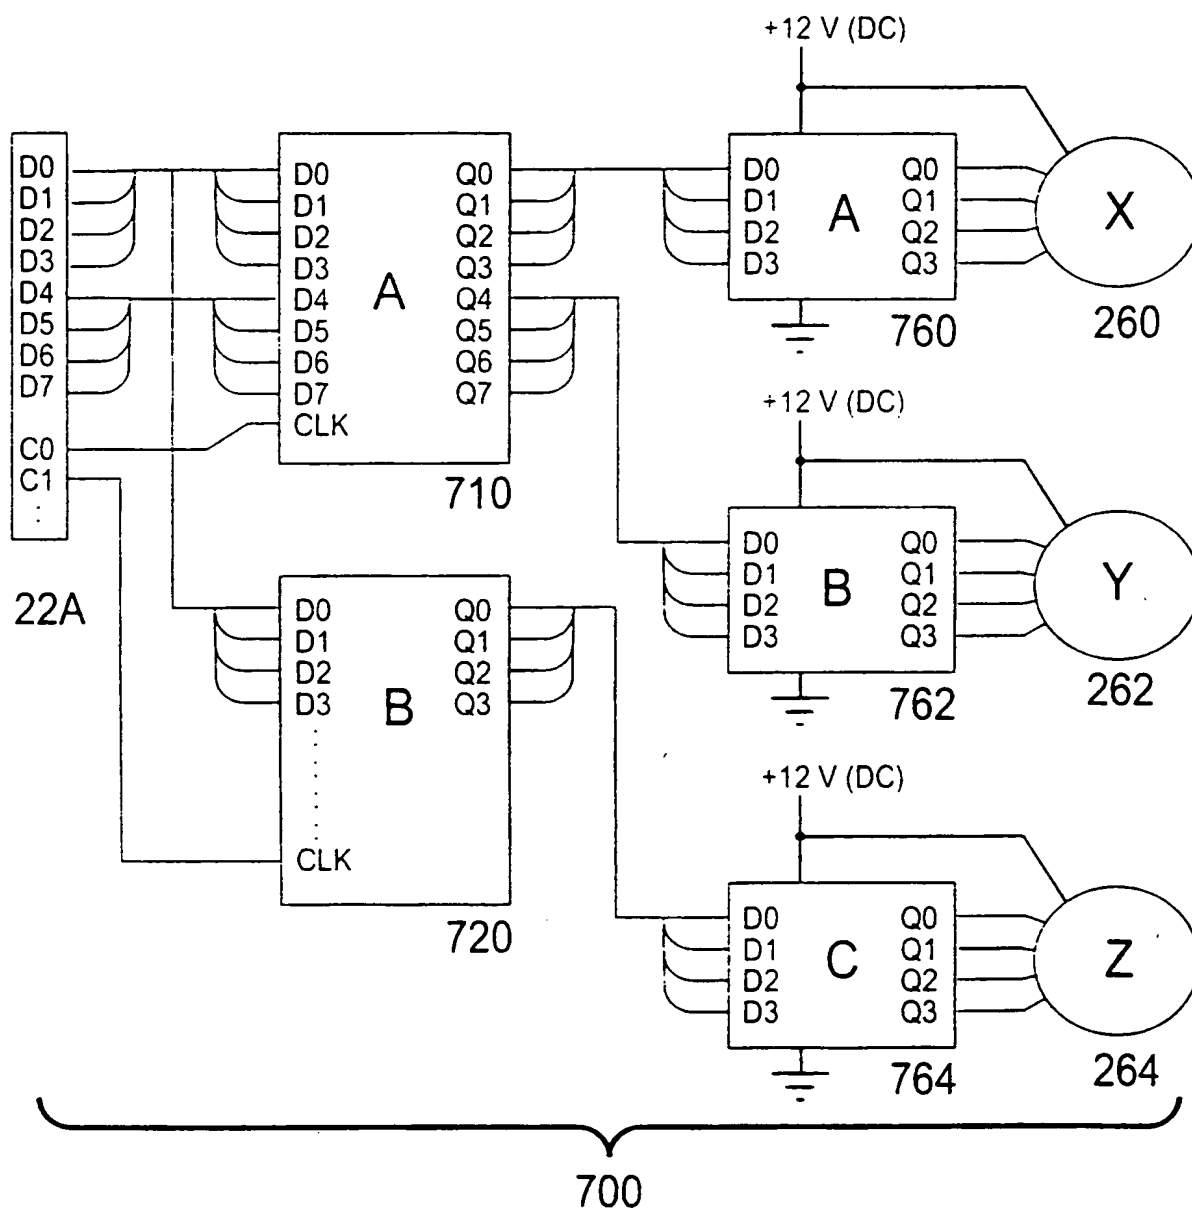 +12 V (DC)
D0
D1
D2
D3
D4
D5
D6
D7
C0
C1
22A
D0
D1
D2
D3
D4
D5
D6
D7
CLK
A
Q0
Q1
Q2
Q3
Q4
Q5
Q6
Q7
710
D0
D1
D2
D3
A
Q0
Q1
Q2
Q3
760
X
260
+12 V (DC)
D0
D1
D2
D3
B
Q0
Q1
Q2
Q3
762
Y
262
D0
D1
D2
D3
CLK
B
Q0
Q1
Q2
Q3
720
+12 V (DC)
D0
D1
D2
D3
C
Q0
Q1
Q2
Q3
764
Z
264
700